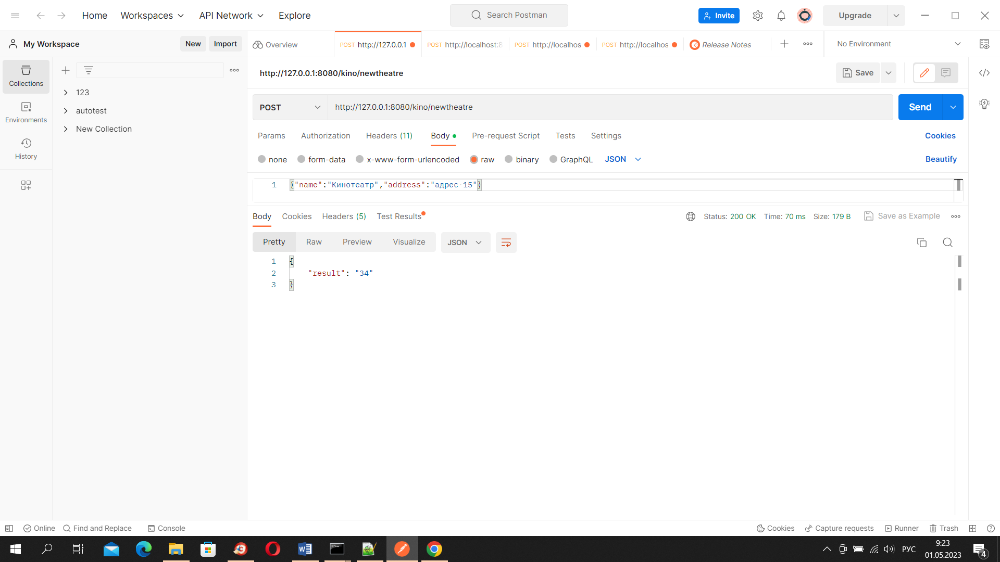 Home Workspaces API Network Explore Search Postman Invite Upgrade
My Workspace New Import Overview POST http://127.0.0.1 POST http://localhost:8 POST http://localhos POST http://localhos Release Notes No Environment
http://127.0.0.1:8080/kino/newtheatre Save
Collections
123
autotest
New Collection
Environments
History
POST http://127.0.0.1:8080/kino/newtheatre Send
Params Authorization Headers (11) Body Pre-request Script Tests Settings Cookies
none form-data x-www-form-urlencoded raw binary GraphQL JSON Beautify
1 {"name":"Кинотеатр","address":"адрес 15"}
Body Cookies Headers (5) Test Results Status: 200 OK Time: 70 ms Size: 179 B Save as Example
Pretty Raw Preview Visualize JSON
1 {
2 "result": "34"
3 }
Online Find and Replace Console Cookies Capture requests Runner Trash
РУС 9:23
01.05.2023 4